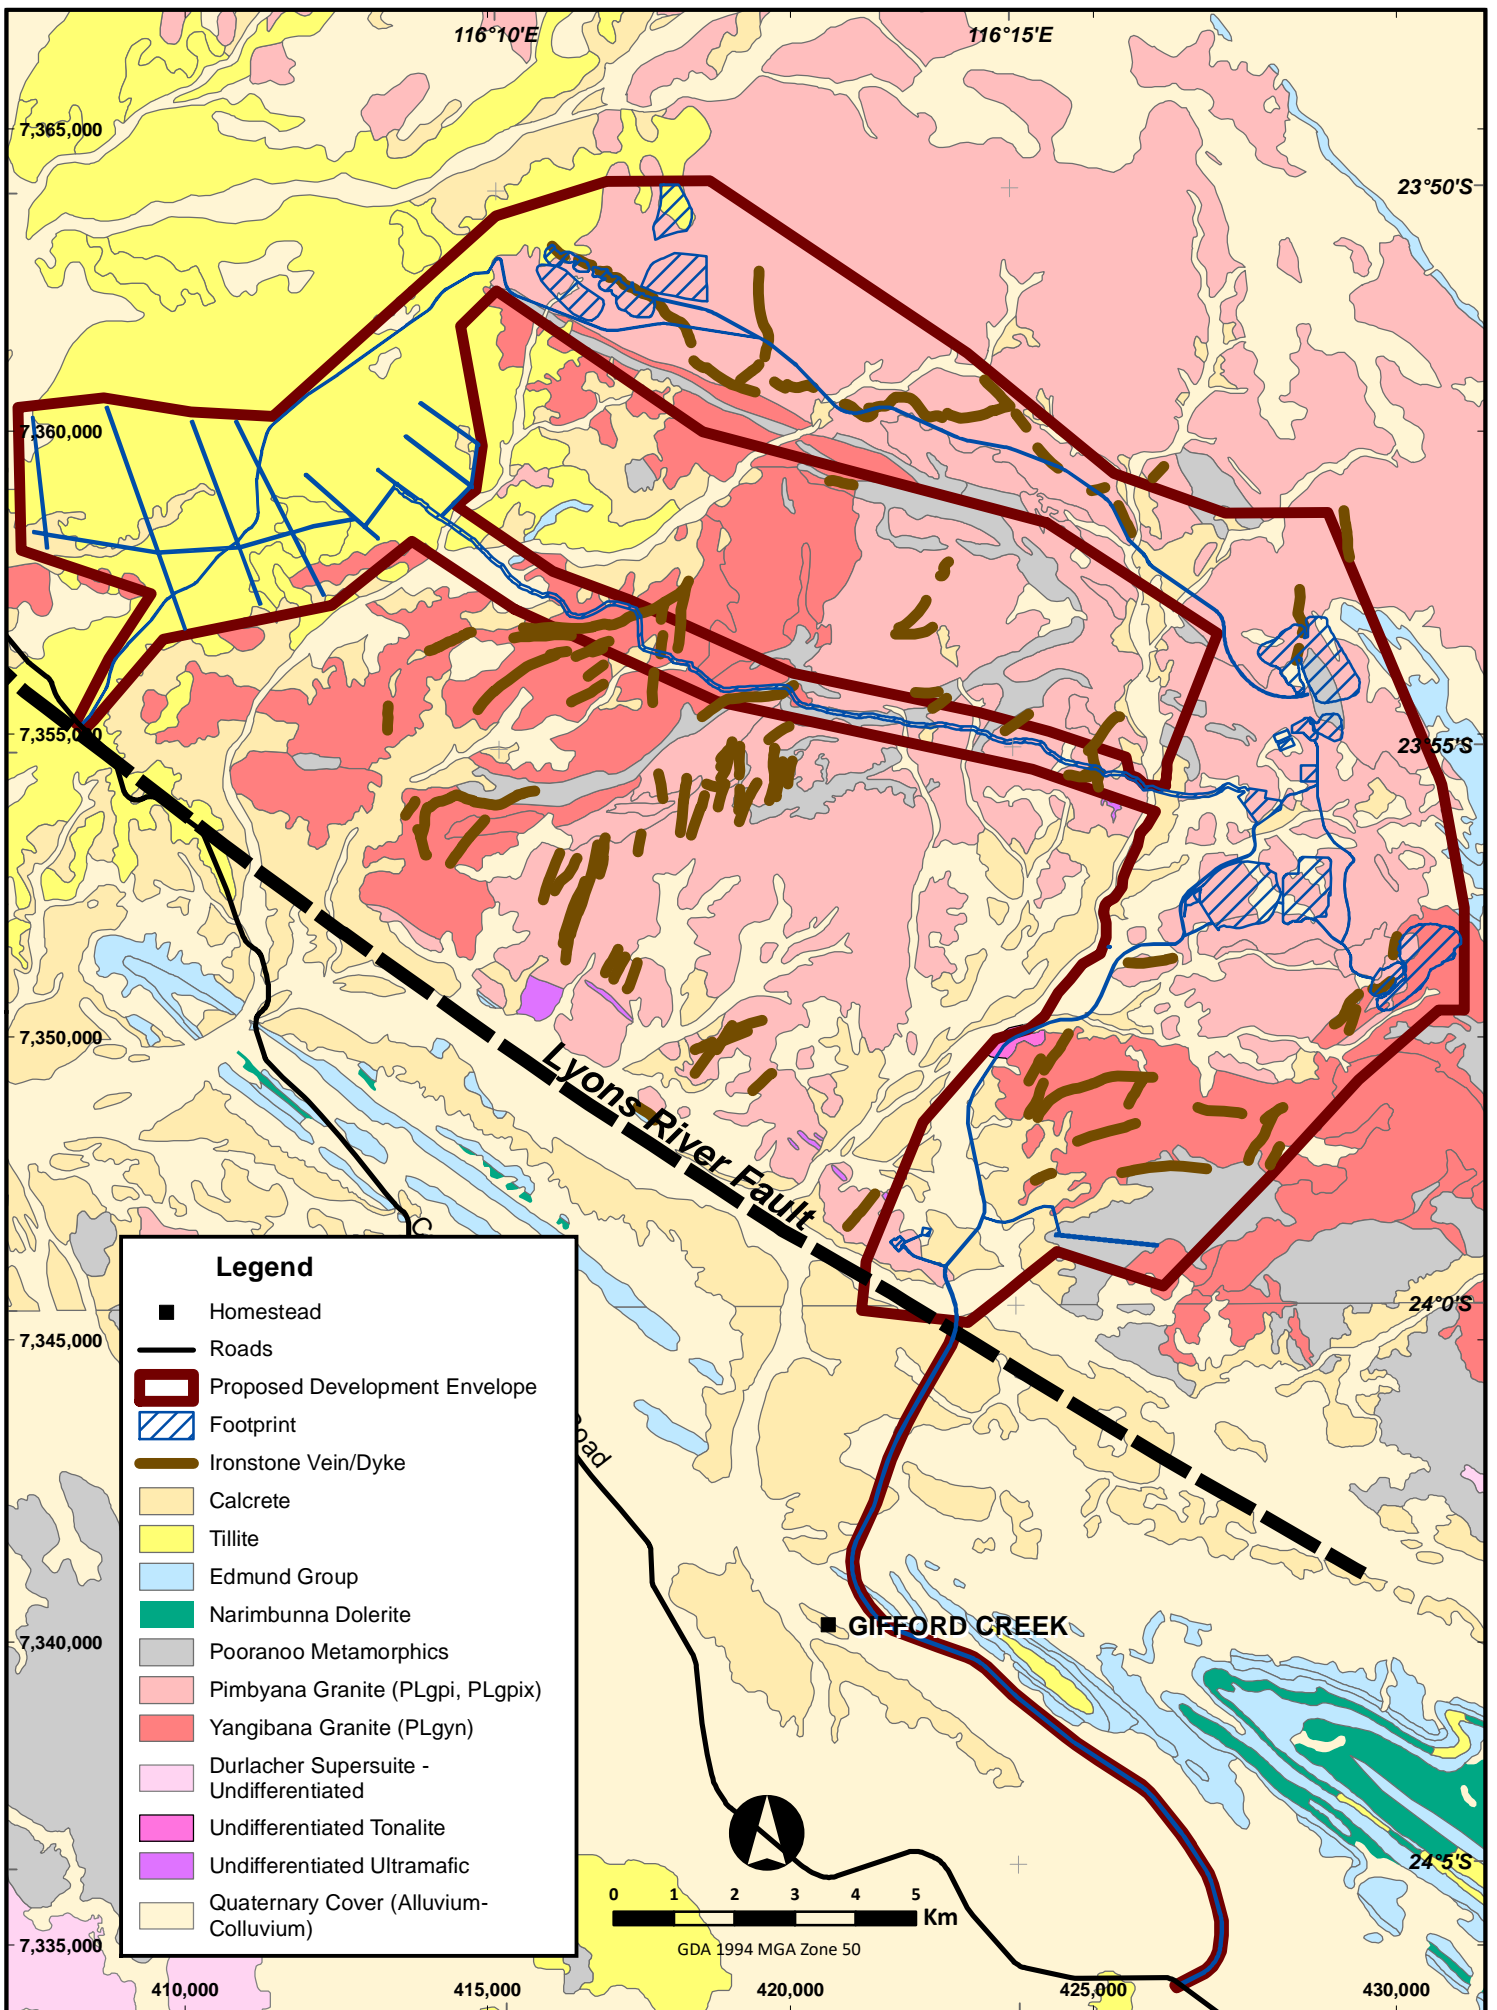 116°10'E
116°15'E
7,365,000
23°50'S
7,360,000
7,355,000
23°55'S
7,350,000
Lyons River Fault
24°0'S
7,345,000
Road
GIFFORD CREEK
7,340,000
24°5'S
7,335,000
Legend
Homestead
Roads
Proposed Development Envelope
Footprint
Ironstone Vein/Dyke
Calcrete
Tillite
Edmund Group
Narimbunna Dolerite
Pooranoo Metamorphics
Pimbyana Granite (PLgpi, PLgpix)
Yangibana Granite (PLgyn)
Durlacher Supersuite -
Undifferentiated
Undifferentiated Tonalite
Undifferentiated Ultramafic
Quaternary Cover (Alluvium-
Colluvium)
0 1 2 3 4 5
Km
GDA 1994 MGA Zone 50
410,000
415,000
420,000
425,000
430,000